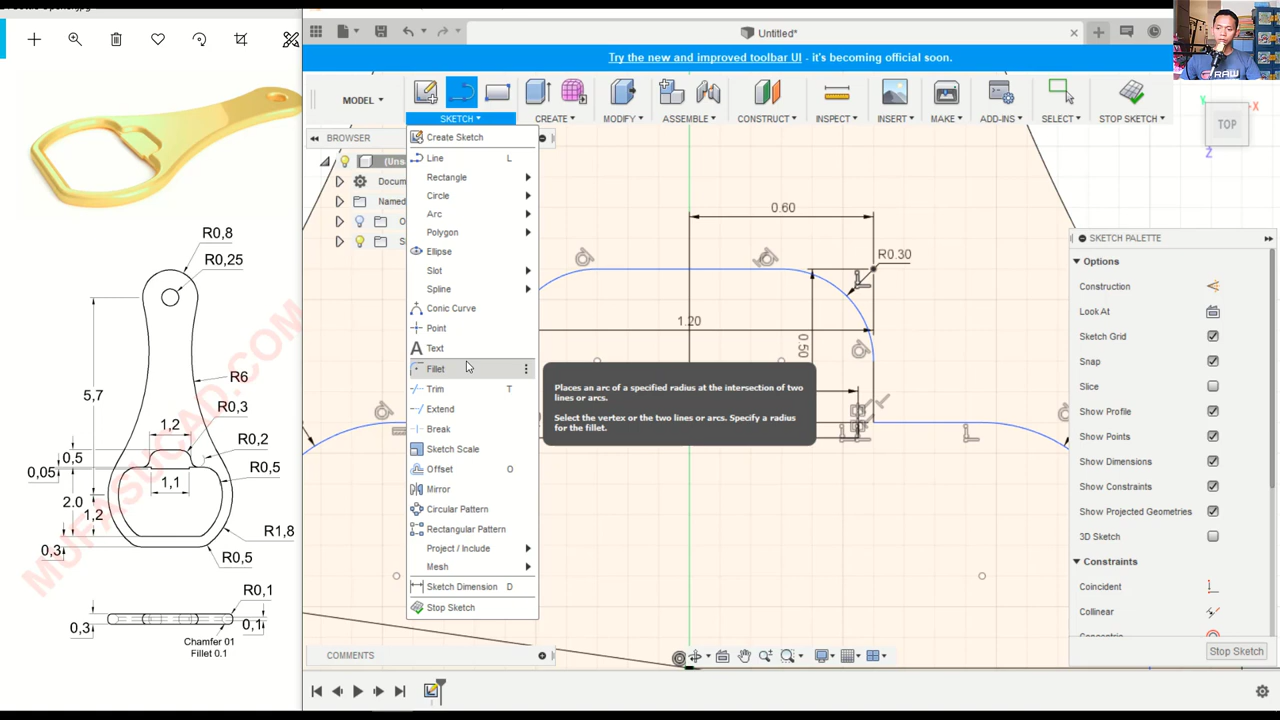 Untitled*
Try the new and improved toolbar UI - it's becoming official soon.
MODEL
SKETCH
CREATE
MODIFY
ASSEMBLE
CONSTRUCT
INSPECT
INSERT
MAKE
ADD-INS
SELECT
STOP SKETCH
BROWSER
(Uns
Docum
Named
O
S
Create Sketch
Line L
Rectangle
Circle
Arc
Polygon
Ellipse
Slot
Spline
Conic Curve
Point
Text
Fillet
Trim T
Extend
Break
Sketch Scale
Offset O
Mirror
Circular Pattern
Rectangular Pattern
Project / Include
Mesh
Sketch Dimension D
Stop Sketch
Places an arc of a specified radius at the intersection of two
lines or arcs.
Select the vertex or the two lines or arcs. Specify a radius
for the fillet.
0.60
R0.30
1.20
0.50
TOP
X
Y
Z
RAW
SKETCH PALETTE
Options
Construction
Look At
Sketch Grid
Snap
Slice
Show Profile
Show Points
Show Dimensions
Show Constraints
Show Projected Geometries
3D Sketch
Constraints
Coincident
Collinear
Stop Sketch
COMMENTS
R0,8
R0,25
R6
5,7
R0,3
1,2
R0,2
0,5
R0,5
0,05
1,1
2.0
1,2
R1,8
0,3
R0,5
MUFASUCAD.COM
R0,1
0,3
0,1
Chamfer 01
Fillet 0.1